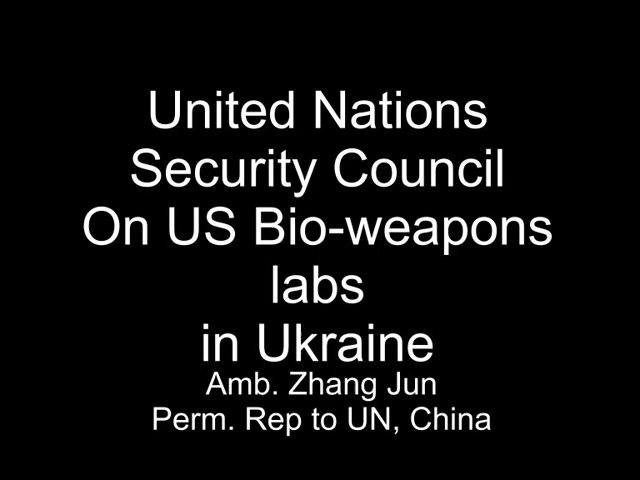 United Nations
Security Council
On US Bio-weapons
labs
in Ukraine
Amb. Zhang Jun
Perm. Rep to UN, China